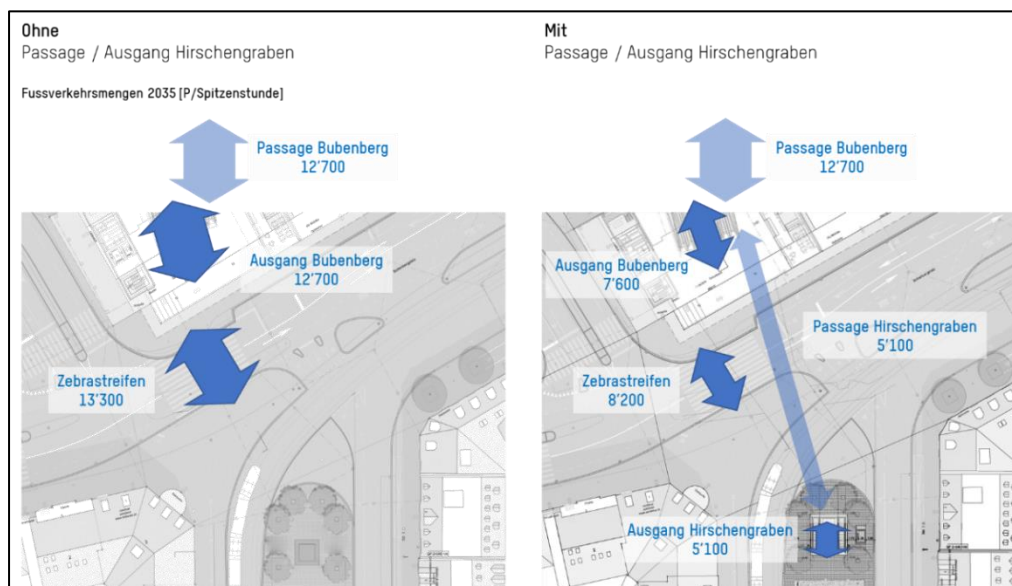 Ohne
Passage / Ausgang Hirschengraben
Fussverkehrsmengen 2035 [P/Spitzenstunde]
Passage Bubenberg
12'700
Ausgang Bubenberg
12'700
Zebrastreifen
13'300
Mit
Passage / Ausgang Hirschengraben
Passage Bubenberg
12'700
Ausgang Bubenberg
7'600
Passage Hirschengraben
5'100
Zebrastreifen
8'200
Ausgang Hirschengraben
5'100